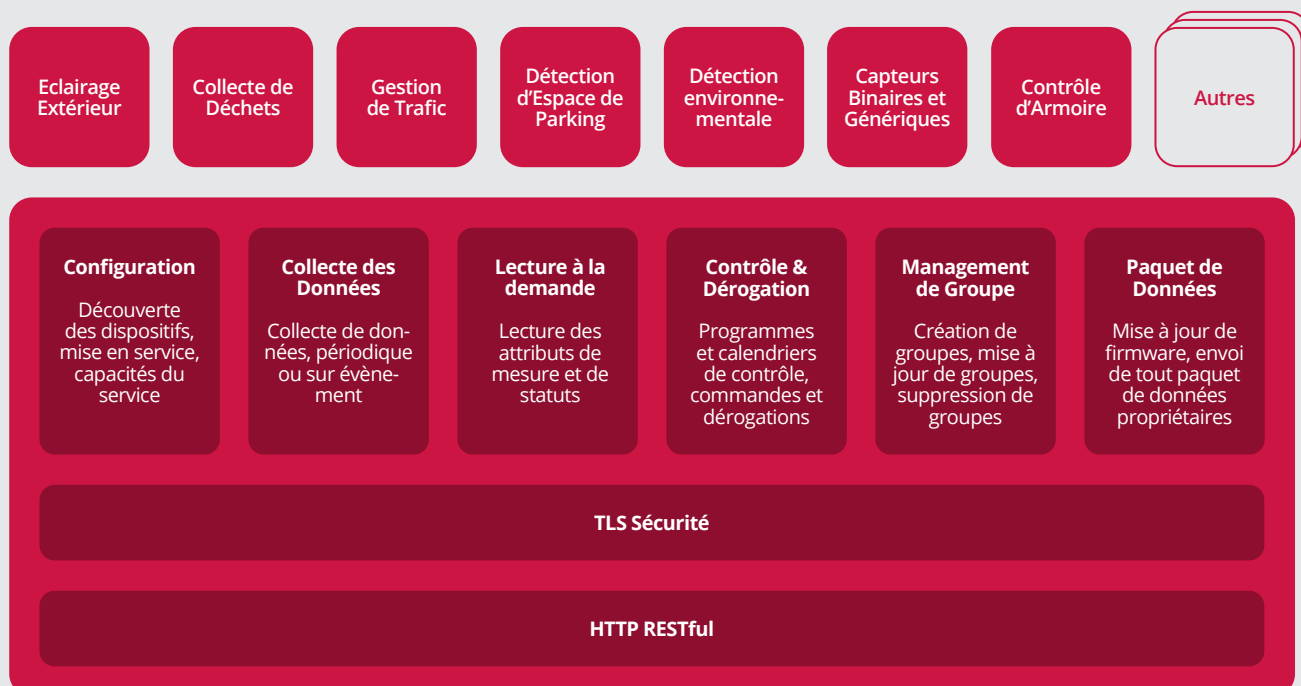 Eclairage
Extérieur
Collecte de
Déchets
Gestion
de Trafic
Détection
d'Espace de
Parking
Détection
environne-
mentale
Capteurs
Binaires et
Génériques
Contrôle
d'Armoire
Autres
Configuration
Découverte
des dispositifs,
mise en service,
capacités du
service
Collecte des
Données
Collecte de don-
nées, périodique
ou sur évène-
ment
Lecture à la
demande
Lecture des
attributs de
mesure et de
statuts
Contrôle &
Dérogation
Programmes
et calendriers
de contrôle,
commandes et
dérogations
Management
de Groupe
Création de
groupes, mise à
jour de groupes,
suppression de
groupes
Paquet de
Données
Mise à jour de
firmware, envoi
de tout paquet
de données
propriétaires
TLS Sécurité
HTTP RESTful